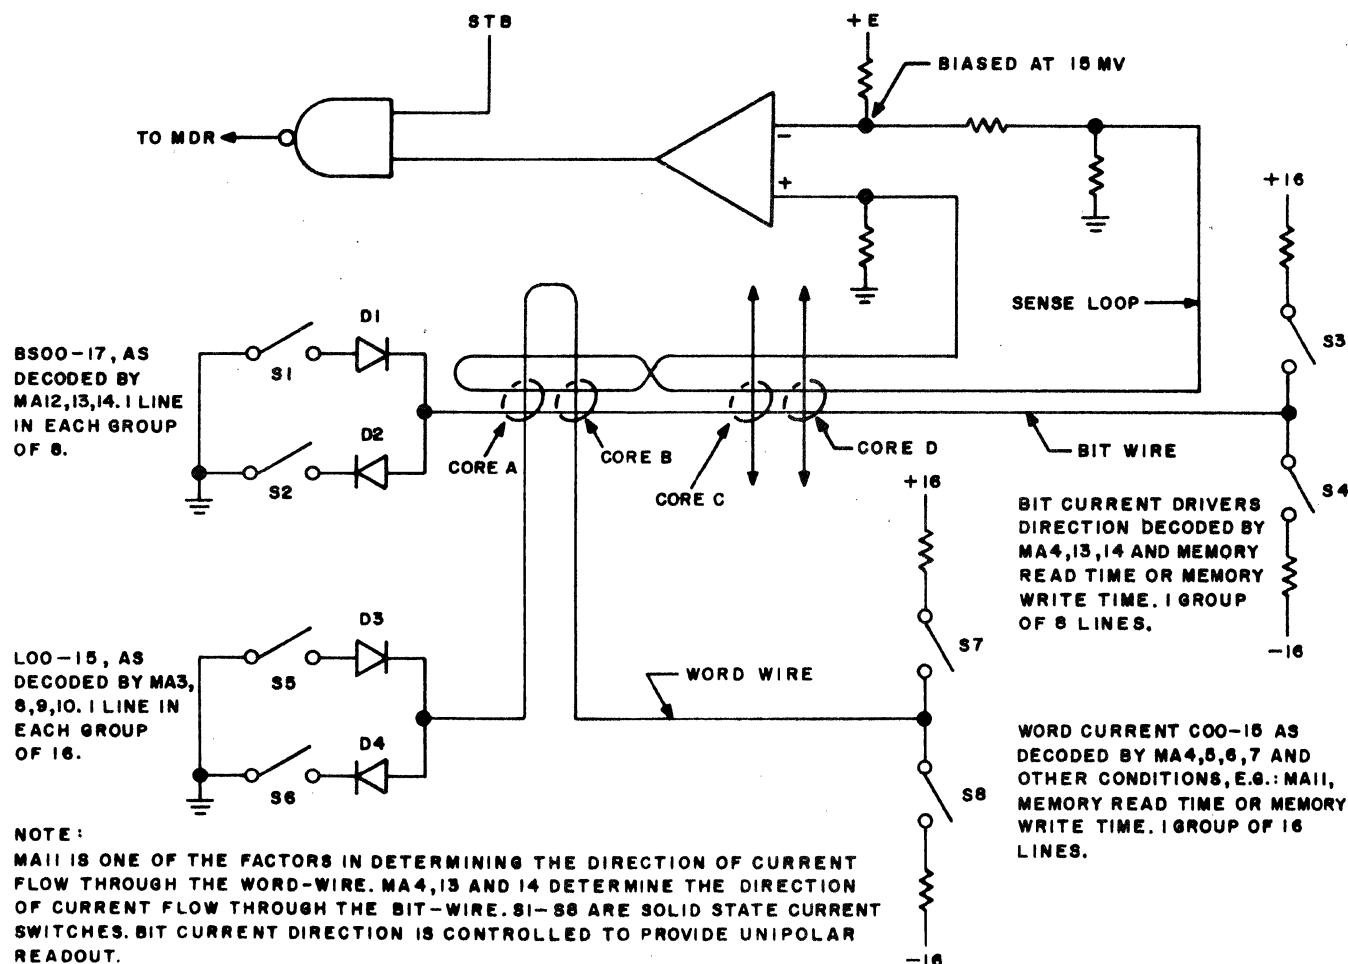 STB
+E
BIASED AT 15 MV
TO MDR
−
+
+16
SENSE LOOP
S3
D1
BS00-17, AS
DECODED BY
MA12,13,14. 1 LINE
IN EACH GROUP
OF 8.
S1
D2
S2
CORE A
CORE B
CORE C
CORE D
BIT WIRE
S4
+16
BIT CURRENT DRIVERS
DIRECTION DECODED BY
MA4,13,14 AND MEMORY
READ TIME OR MEMORY
WRITE TIME. 1 GROUP
OF 8 LINES.
-16
D3
L00-15, AS
DECODED BY MA3,
8,9,10. 1 LINE IN
EACH GROUP
OF 16.
S5
D4
S6
WORD WIRE
S7
S8
WORD CURRENT C00-15 AS
DECODED BY MA4,5,6,7 AND
OTHER CONDITIONS, E.G.: MA11,
MEMORY READ TIME OR MEMORY
WRITE TIME. 1 GROUP OF 16
LINES.
-16
NOTE:
MA11 IS ONE OF THE FACTORS IN DETERMINING THE DIRECTION OF CURRENT
FLOW THROUGH THE WORD-WIRE. MA4,13 AND 14 DETERMINE THE DIRECTION
OF CURRENT FLOW THROUGH THE BIT-WIRE. S1-S8 ARE SOLID STATE CURRENT
SWITCHES. BIT CURRENT DIRECTION IS CONTROLLED TO PROVIDE UNIPOLAR
READOUT.